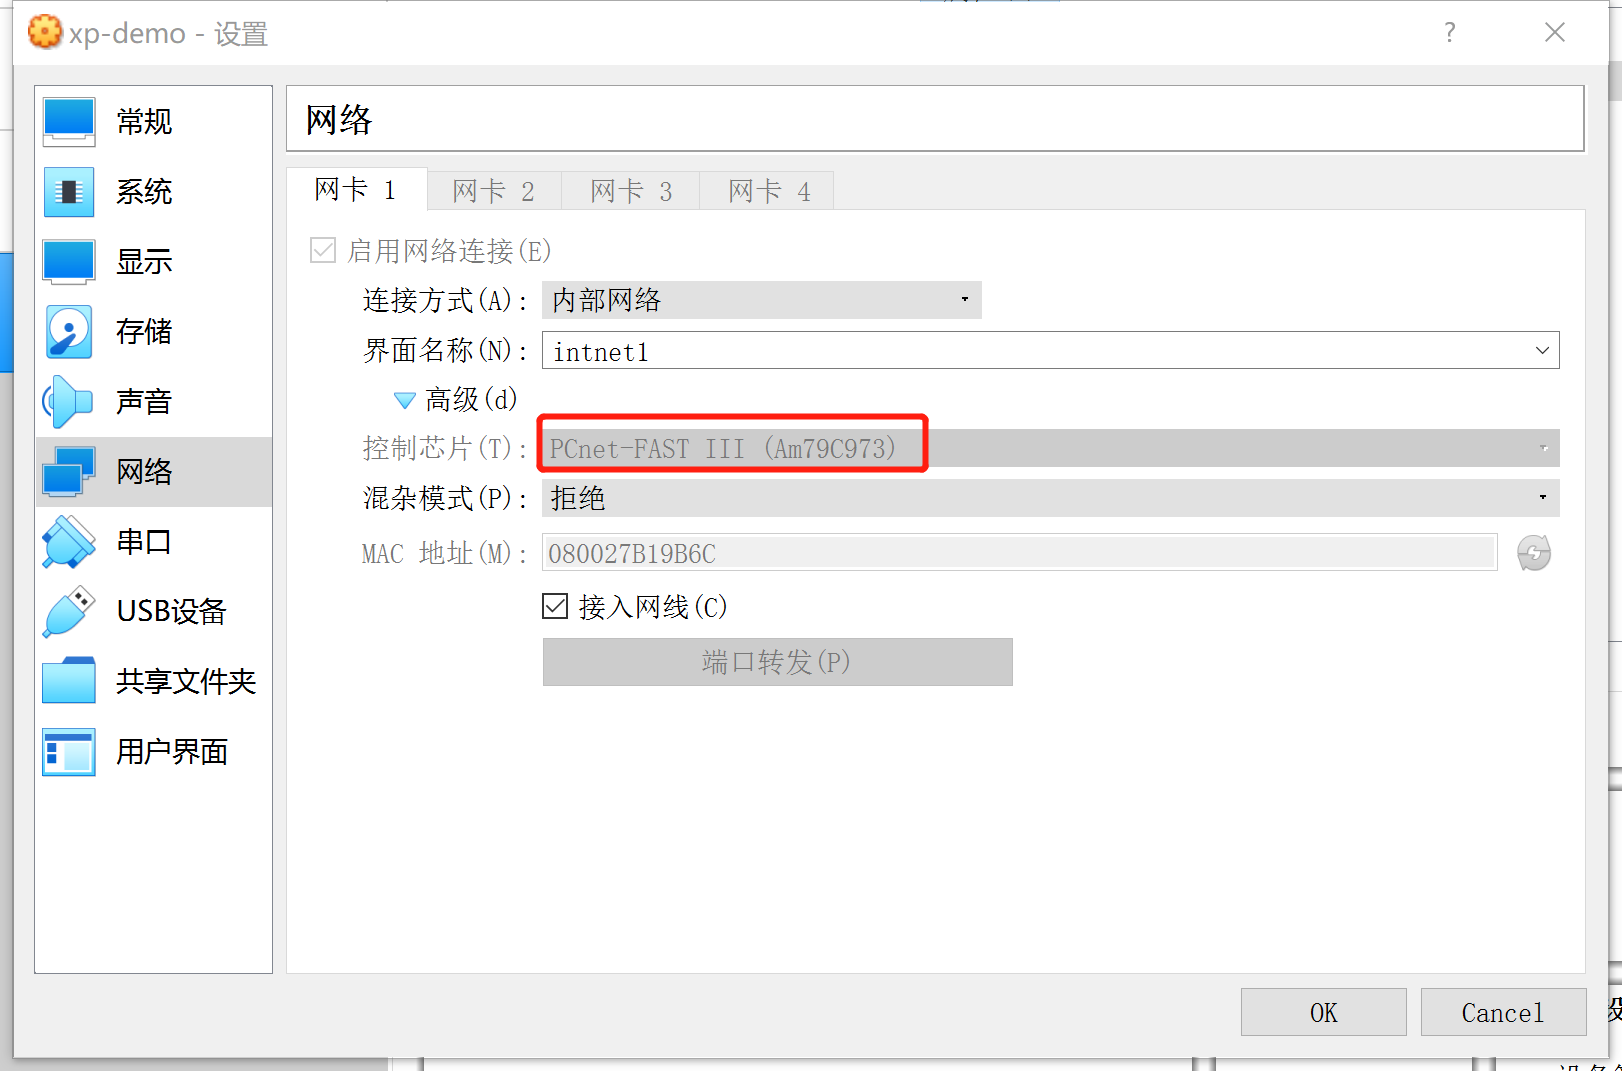 xp-demo - 设置
?
常规
系统
显示
存储
声音
网络
串口
USB设备
共享文件夹
用户界面
网络
网卡 1
网卡 2
网卡 3
网卡 4
启用网络连接(E)
连接方式(A): 内部网络
界面名称(N): intnet1
高级(d)
控制芯片(T): PCnet-FAST III (Am79C973)
混杂模式(P): 拒绝
MAC 地址(M): 080027B19B6C
接入网线(C)
端口转发(P)
OK
Cancel